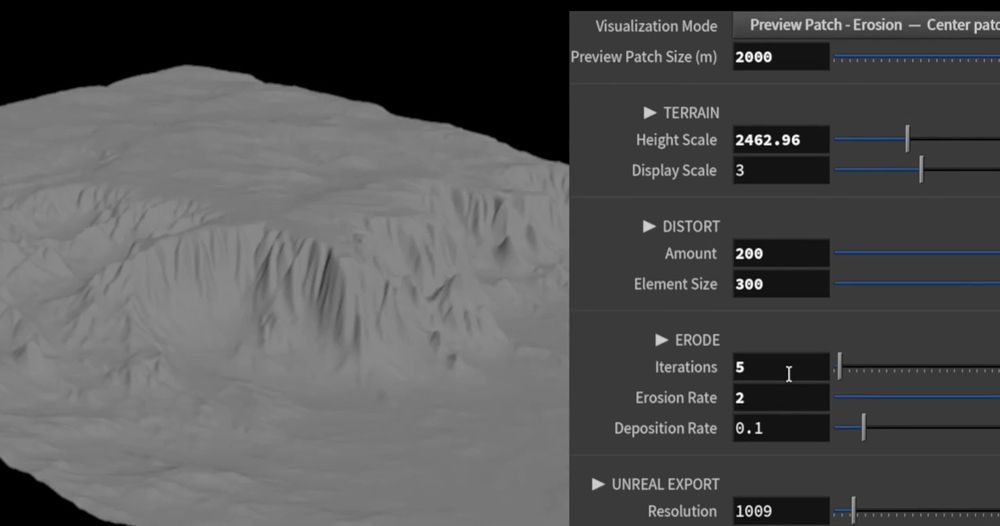 Visualization Mode Preview Patch - Erosion — Center patc
Preview Patch Size (m) 2000
TERRAIN
Height Scale 2462.96
Display Scale 3
DISTORT
Amount 200
Element Size 300
ERODE
Iterations 5
Erosion Rate 2
Deposition Rate 0.1
UNREAL EXPORT
Resolution 1009